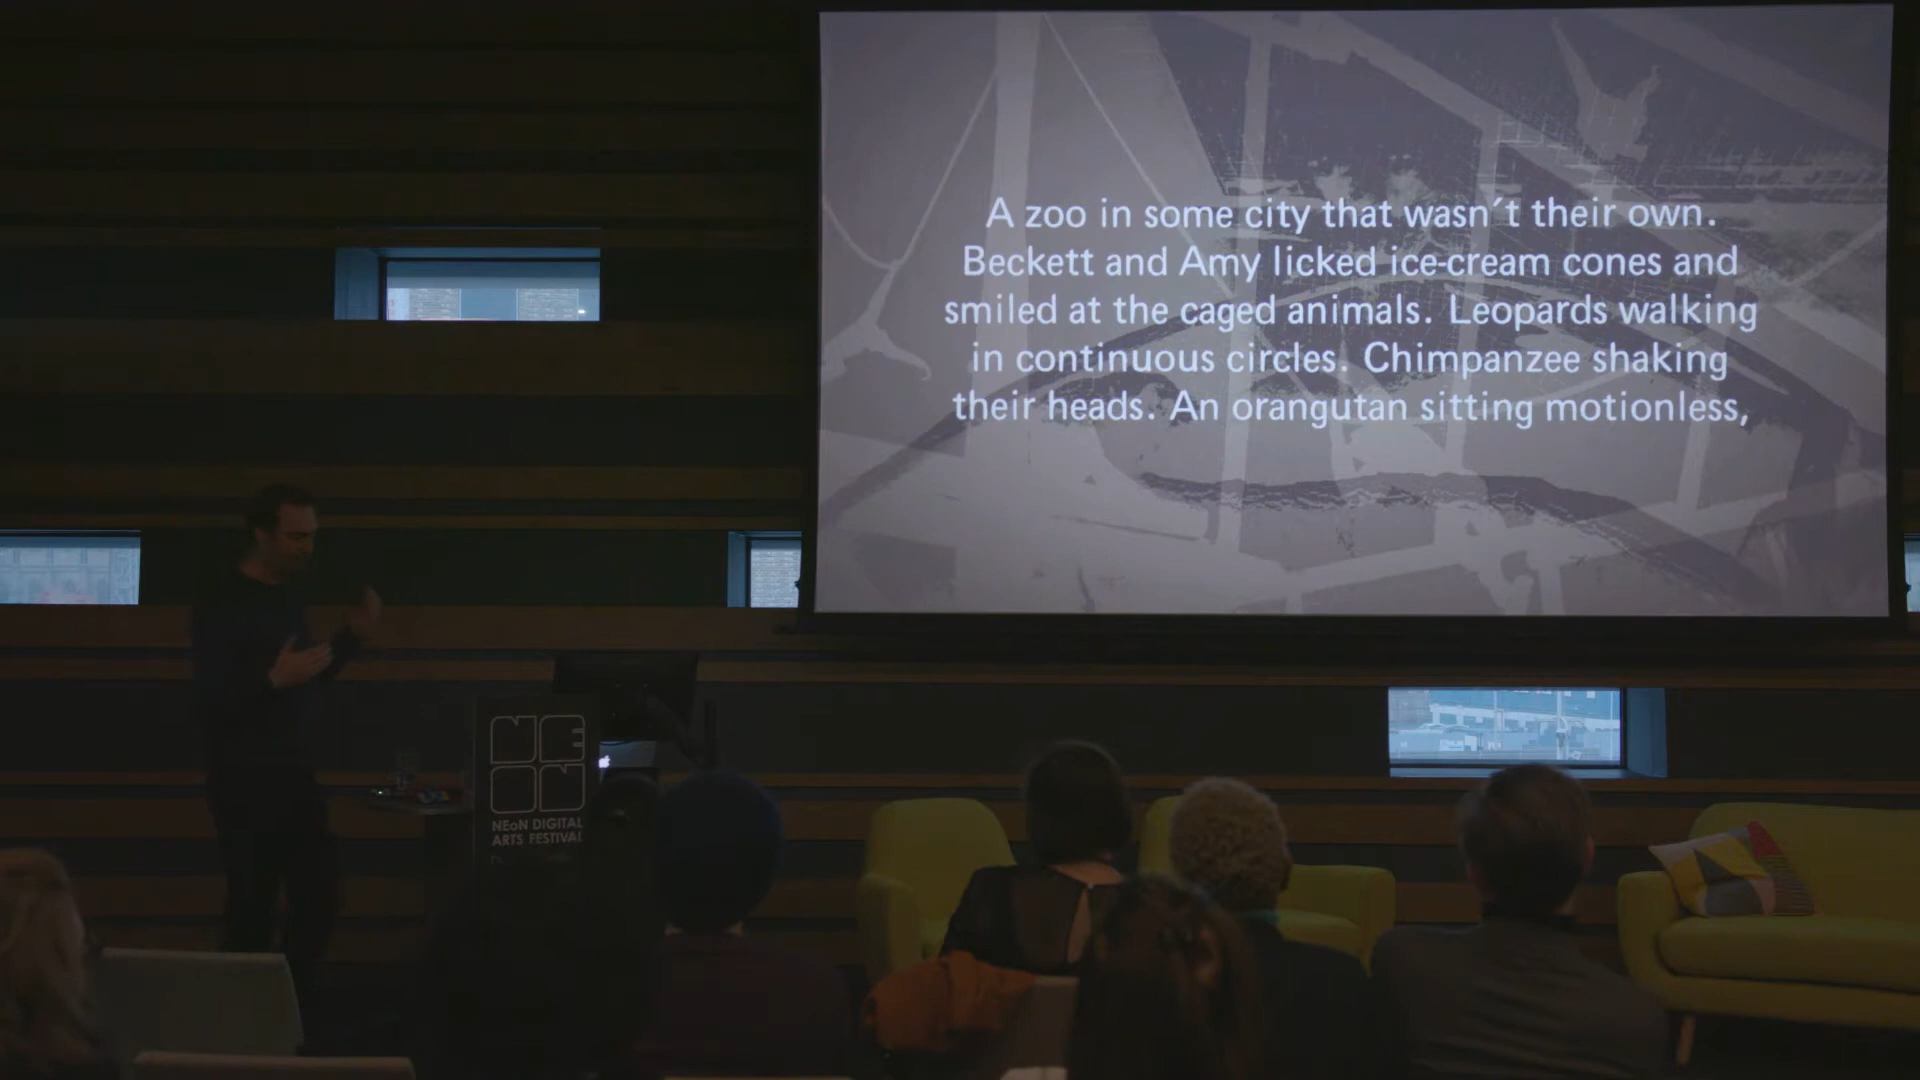 A zoo in some city that wasn't their own.
Beckett and Amy licked ice-cream cones and
smiled at the caged animals. Leopards walking
in continuous circles. Chimpanzee shaking
their heads. An orangutan sitting motionless,
NE
ON
NEoN DIGITAL
ARTS FESTIVAL